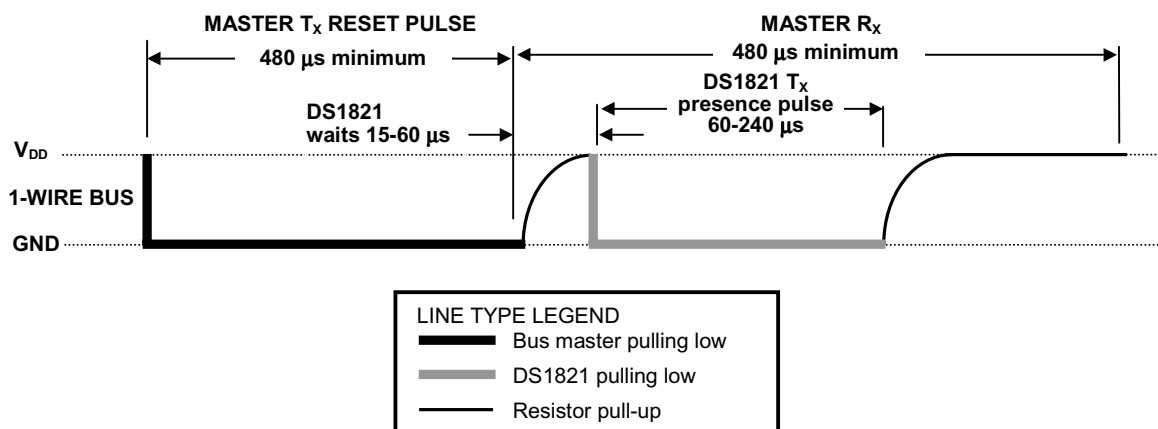 MASTER TX RESET PULSE
480 μs minimum
MASTER RX
480 μs minimum
DS1821
waits 15-60 μs
DS1821 TX
presence pulse
60-240 μs
VDD
1-WIRE BUS
GND
LINE TYPE LEGEND
Bus master pulling low
DS1821 pulling low
Resistor pull-up